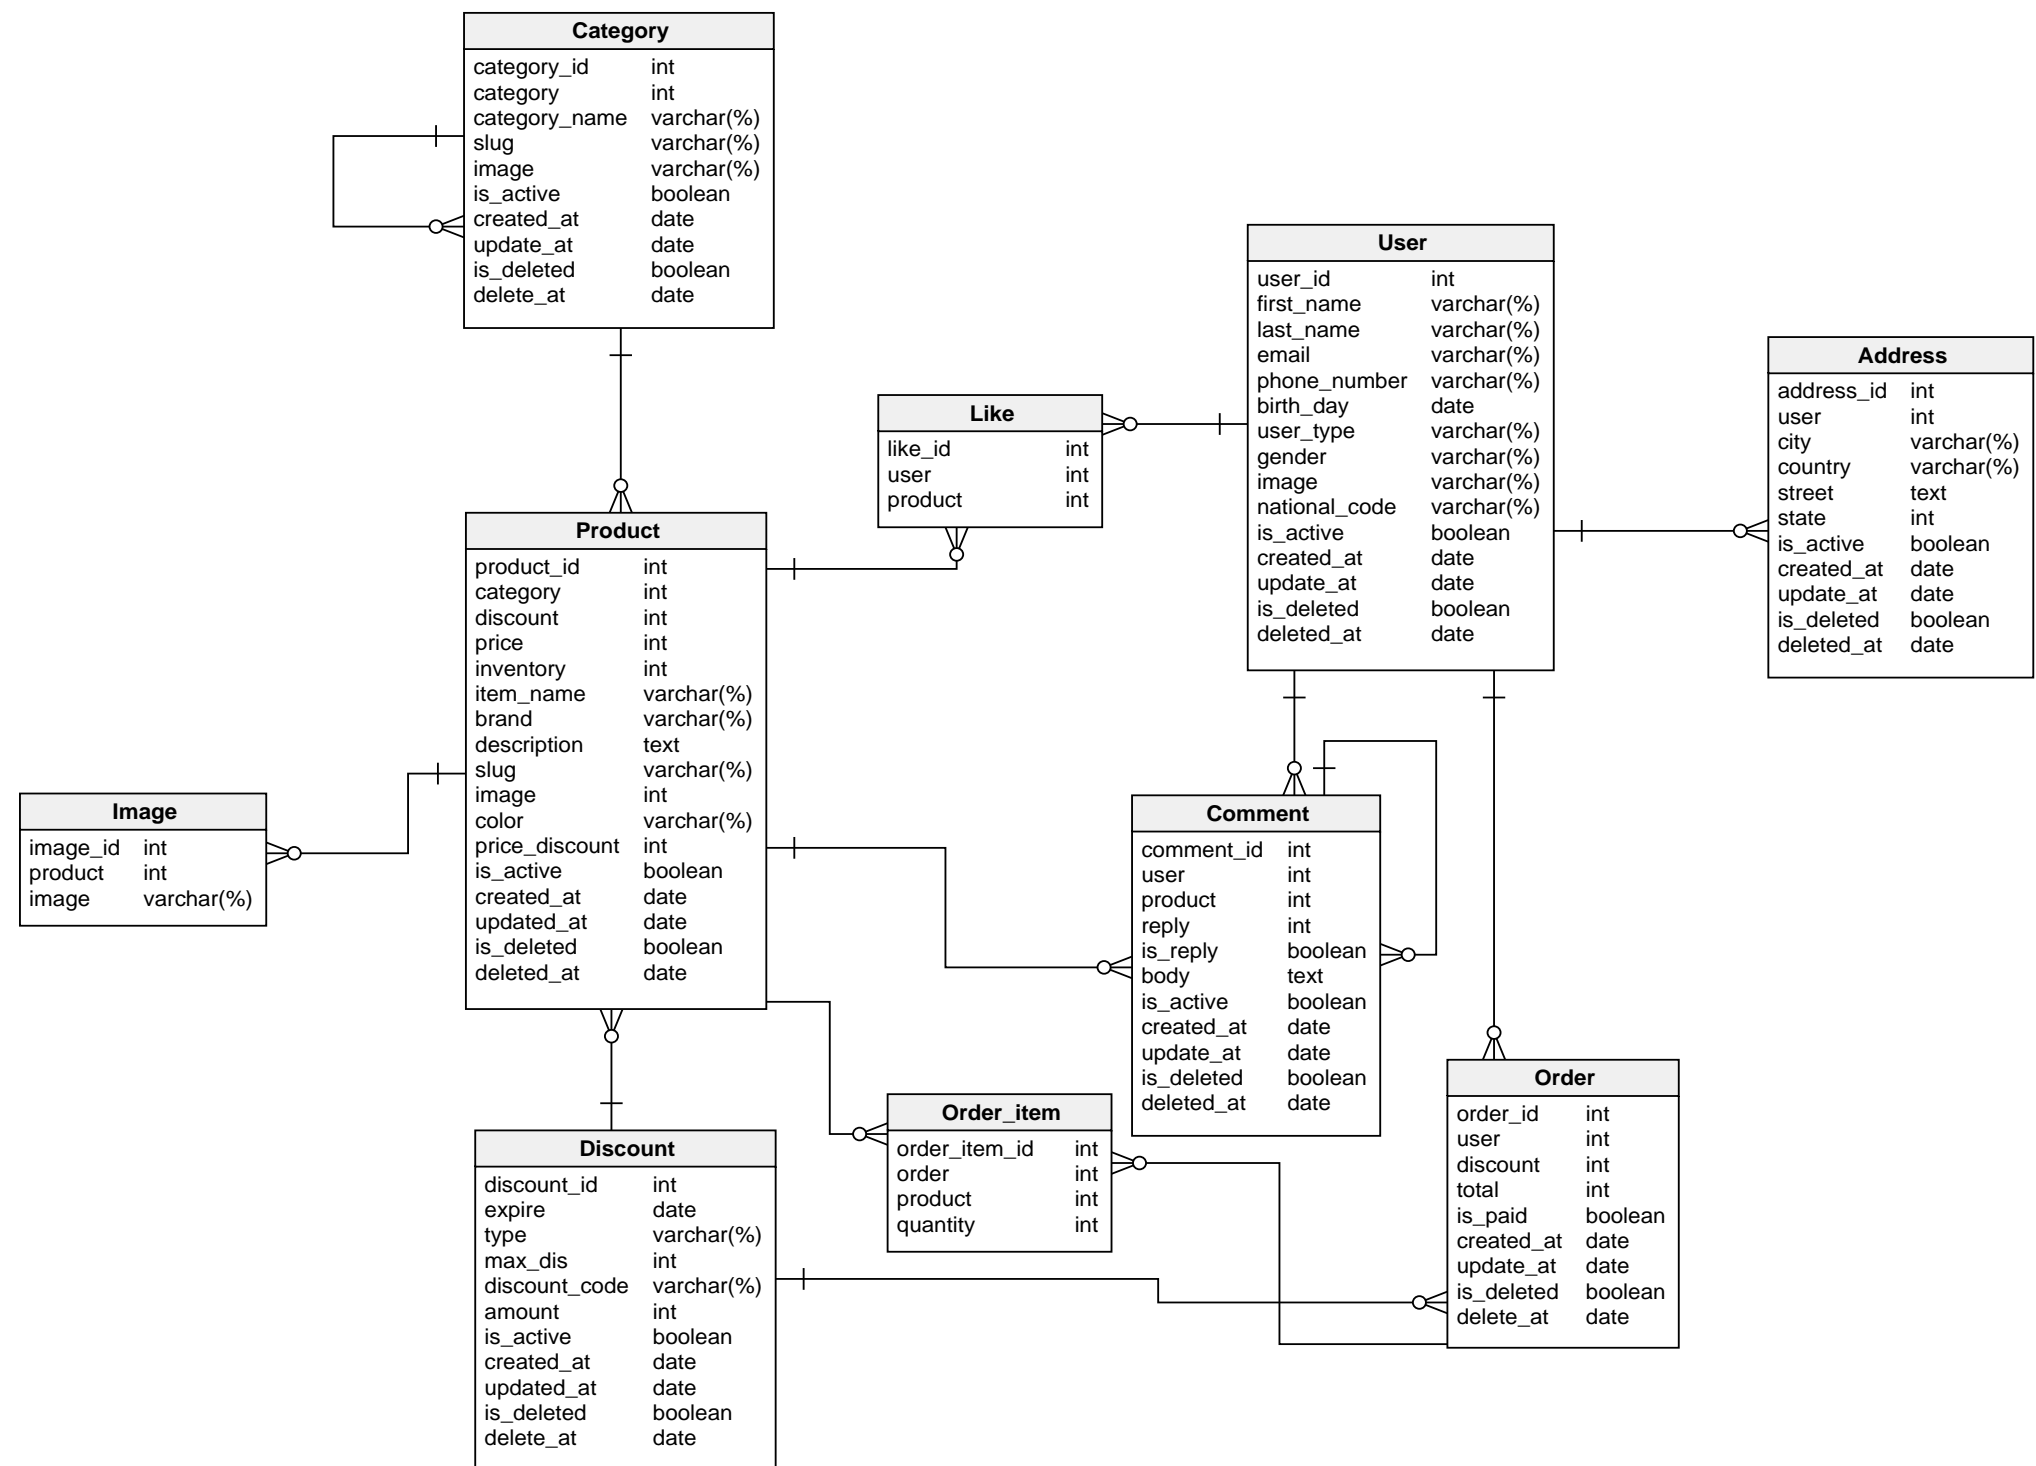 Category
category_id int
category int
category_name varchar(%)
slug varchar(%)
image varchar(%)
is_active boolean
created_at date
update_at date
is_deleted boolean
delete_at date
User
user_id int
first_name varchar(%)
last_name varchar(%)
email varchar(%)
phone_number varchar(%)
birth_day date
user_type varchar(%)
gender varchar(%)
image varchar(%)
national_code varchar(%)
is_active boolean
created_at date
update_at date
is_deleted boolean
deleted_at date
Address
address_id int
user int
city varchar(%)
country varchar(%)
street text
state int
is_active boolean
created_at date
update_at date
is_deleted boolean
deleted_at date
Like
like_id int
user int
product int
Product
product_id int
category int
discount int
price int
inventory int
item_name varchar(%)
brand varchar(%)
description text
slug varchar(%)
image int
color varchar(%)
price_discount int
is_active boolean
created_at date
updated_at date
is_deleted boolean
deleted_at date
Image
image_id int
product int
image varchar(%)
Comment
comment_id int
user int
product int
reply int
is_reply boolean
body text
is_active boolean
created_at date
update_at date
is_deleted boolean
deleted_at date
Order
order_id int
user int
discount int
total int
is_paid boolean
created_at date
update_at date
is_deleted boolean
delete_at date
Order_item
order_item_id int
order int
product int
quantity int
Discount
discount_id int
expire date
type varchar(%)
max_dis int
discount_code varchar(%)
amount int
is_active boolean
created_at date
updated_at date
is_deleted boolean
delete_at date